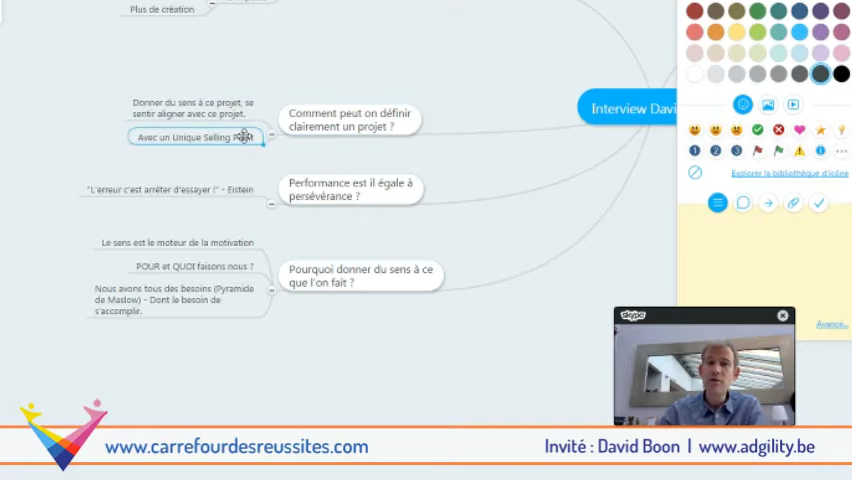 Plus de création
Donner du sens à ce projet, se
sentir aligner avec ce projet.
Avec un Unique Selling
Comment peut on définir
clairement un projet ?
Interview Davi
"L'erreur c'est arrêter d'essayer !" - Eistein
Performance est il égale à
persévérance ?
Le sens est le moteur de la motivation
POUR et QUOI faisons nous ?
Nous avons tous des besoins (Pyramide
de Maslow) - Dont le besoin de
s'accomplir.
Pourquoi donner du sens à ce
que l'on fait ?
1 2 3
Explorer la bibliothèque d'icône
Avancé...
skype
www.carrefourdesreussites.com
Invité : David Boon | www.adgility.be